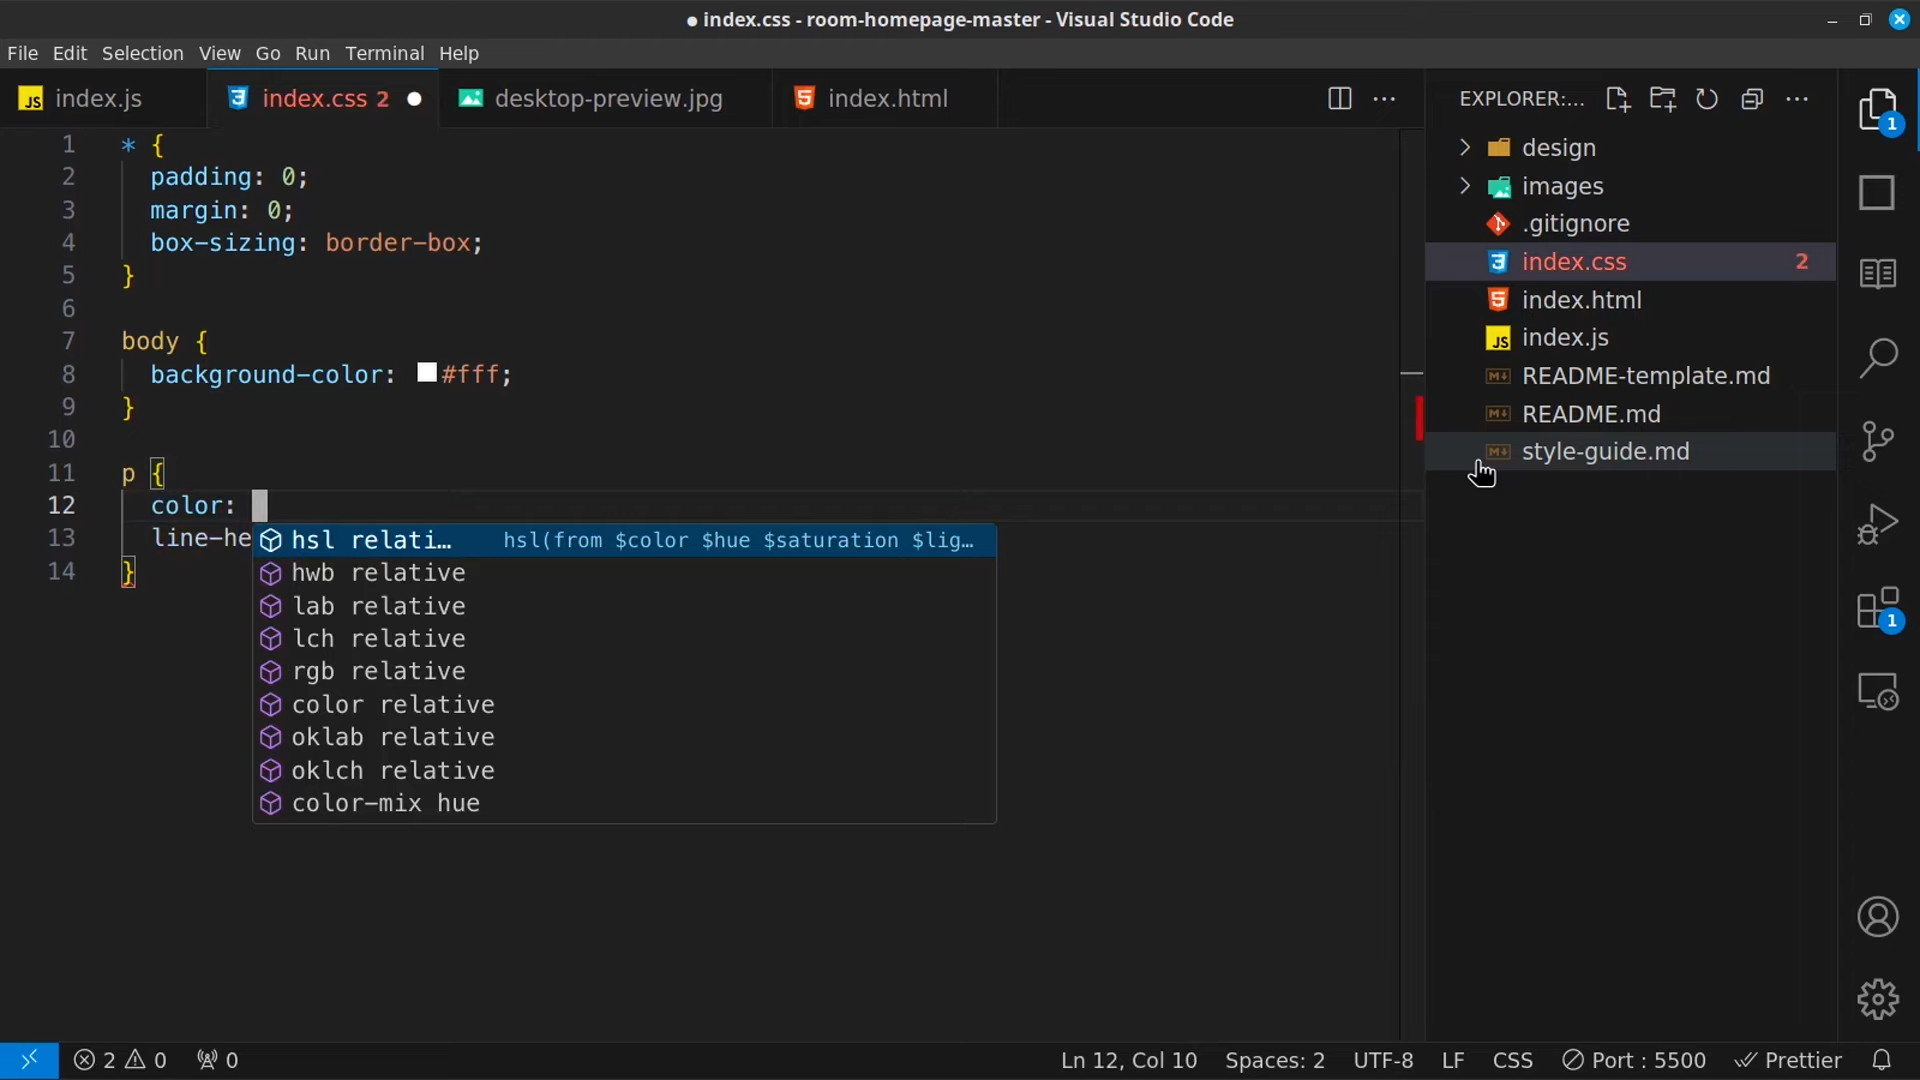 ● index.css - room-homepage-master - Visual Studio Code
File Edit Selection View Go Run Terminal Help
JS index.js
index.css 2
desktop-preview.jpg
index.html
EXPLORER:...
1 * {
2 padding: 0;
3 margin: 0;
4 box-sizing: border-box;
5 }
6
7 body {
8 background-color: #fff;
9 }
10
11 p {
12 color:
13 line-he
14 }
hsl relati… hsl(from $color $hue $saturation $lig…
hwb relative
lab relative
lch relative
rgb relative
color relative
oklab relative
oklch relative
color-mix hue
design
images
.gitignore
index.css 2
index.html
JS index.js
README-template.md
README.md
style-guide.md
1
1
2 0 0
Ln 12, Col 10 Spaces: 2 UTF-8 LF CSS Port : 5500 Prettier